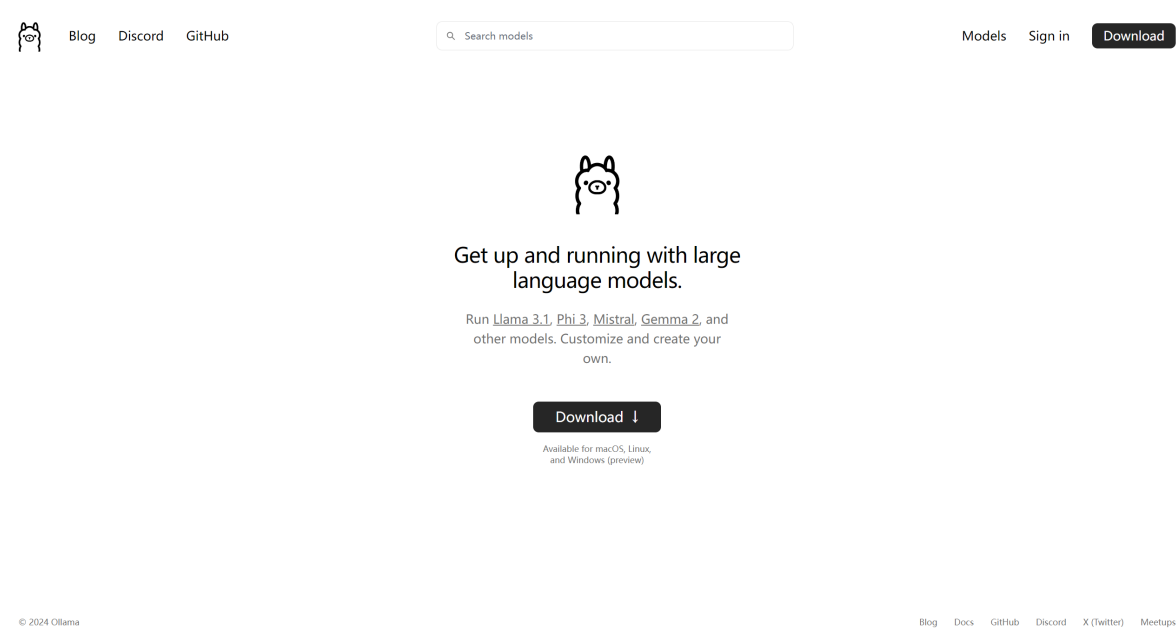 Blog Discord GitHub Search models Models Sign in Download
Get up and running with large
language models.
Run Llama 3.1, Phi 3, Mistral, Gemma 2, and
other models. Customize and create your
own.
Download ↓
Available for macOS, Linux,
and Windows (preview)
© 2024 Ollama Blog Docs GitHub Discord X (Twitter) Meetups